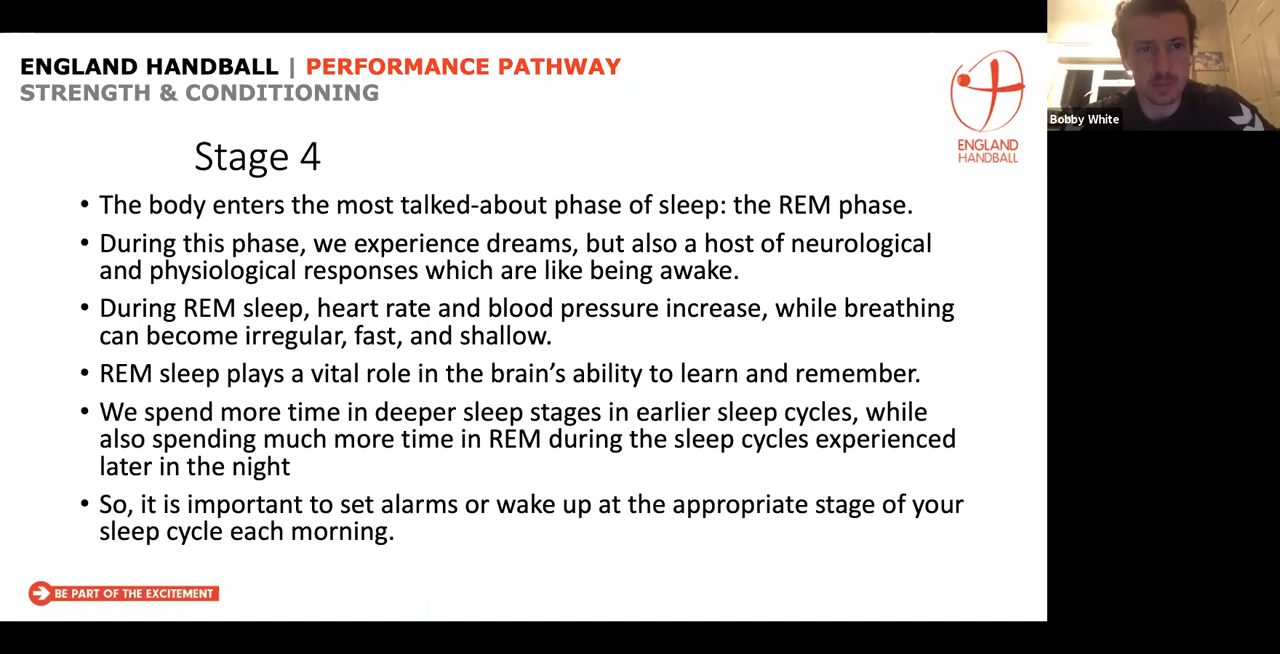 ENGLAND HANDBALL | PERFORMANCE PATHWAY
STRENGTH & CONDITIONING
ENGLAND
HANDBALL
Bobby White
Stage 4
• The body enters the most talked-about phase of sleep: the REM phase.
• During this phase, we experience dreams, but also a host of neurological
and physiological responses which are like being awake.
• During REM sleep, heart rate and blood pressure increase, while breathing
can become irregular, fast, and shallow.
• REM sleep plays a vital role in the brain’s ability to learn and remember.
• We spend more time in deeper sleep stages in earlier sleep cycles, while
also spending much more time in REM during the sleep cycles experienced
later in the night
• So, it is important to set alarms or wake up at the appropriate stage of your
sleep cycle each morning.
BE PART OF THE EXCITEMENT